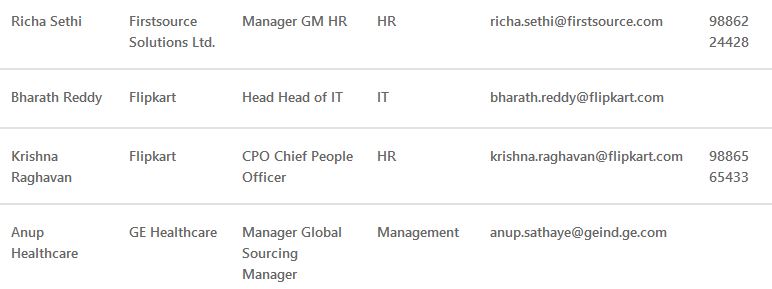 Richa Sethi Firstsource Manager GM HR HR richa.sethi@firstsource.com 98862
Solutions Ltd. 24428
Bharath Reddy Flipkart Head Head of IT IT bharath.reddy@flipkart.com
Krishna Flipkart CPO Chief People HR krishna.raghavan@flipkart.com 98865
Raghavan Officer 65433
Anup GE Healthcare Manager Global Management anup.sathaye@geind.ge.com
Healthcare Sourcing
Manager